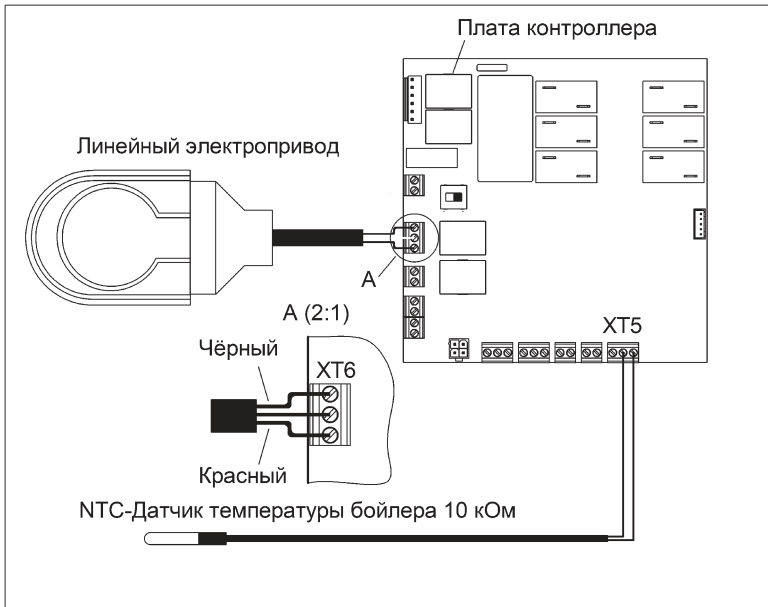 Плата контроллера
Линейный электропривод
А
А (2:1)
XT5
Чёрный
XT6
Красный
NTC-Датчик температуры бойлера 10 кОм